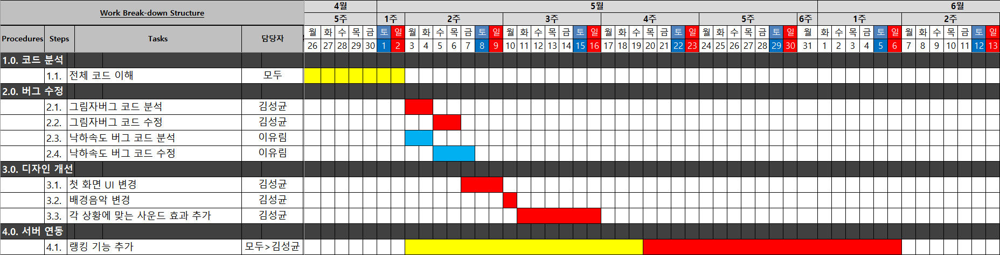 Work Break-down Structure
4월 5월 6월
5주 1주 2주 3주 4주 5주 6주 1주 2주
월 화 수 목 금 토 일 월 화 수 목 금 토 일 월 화 수 목 금 토 일 월 화 수 목 금 토 일 월 화 수 목 금 토 일 월 화 수 목 금 토 일 월 화 수 목 금 토 일
Procedures Steps Tasks 담당자
26 27 28 29 30 1 2 3 4 5 6 7 8 9 10 11 12 13 14 15 16 17 18 19 20 21 22 23 24 25 26 27 28 29 30 31 1 2 3 4 5 6 7 8 9 10 11 12 13
1.0. 코드 분석
1.1. 전체 코드 이해 모두
2.0. 버그 수정
2.1. 그림자버그 코드 분석 김성균
2.2. 그림자버그 코드 수정 김성균
2.3. 낙하속도 버그 코드 분석 이유림
2.4. 낙하속도 버그 코드 수정 이유림
3.0. 디자인 개선
3.1. 첫 화면 UI 변경 김성균
3.2. 배경음악 변경 김성균
3.3. 각 상황에 맞는 사운드 효과 추가 김성균
4.0. 서버 연동
4.1. 랭킹 기능 추가 모두>김성균